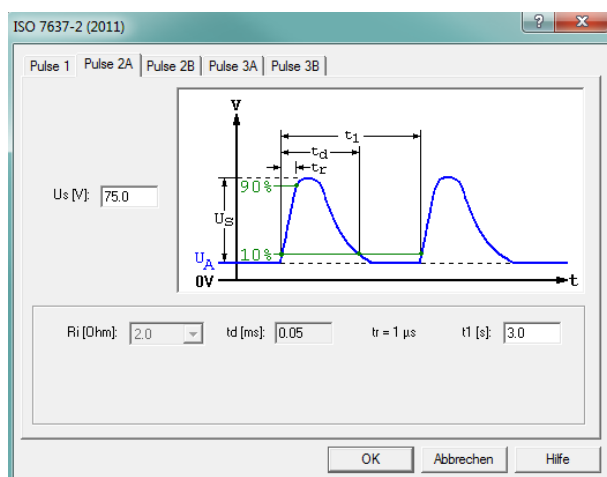 ISO 7637-2 (2011)
Pulse 1 Pulse 2A Pulse 2B Pulse 3A Pulse 3B
Us [V]: 75.0
V
t1
td
tr
90%
US
10%
UA
0V
t
Ri [Ohm]: 2.0 td [ms]: 0.05 tr = 1 µs t1 [s]: 3.0
OK Abbrechen Hilfe